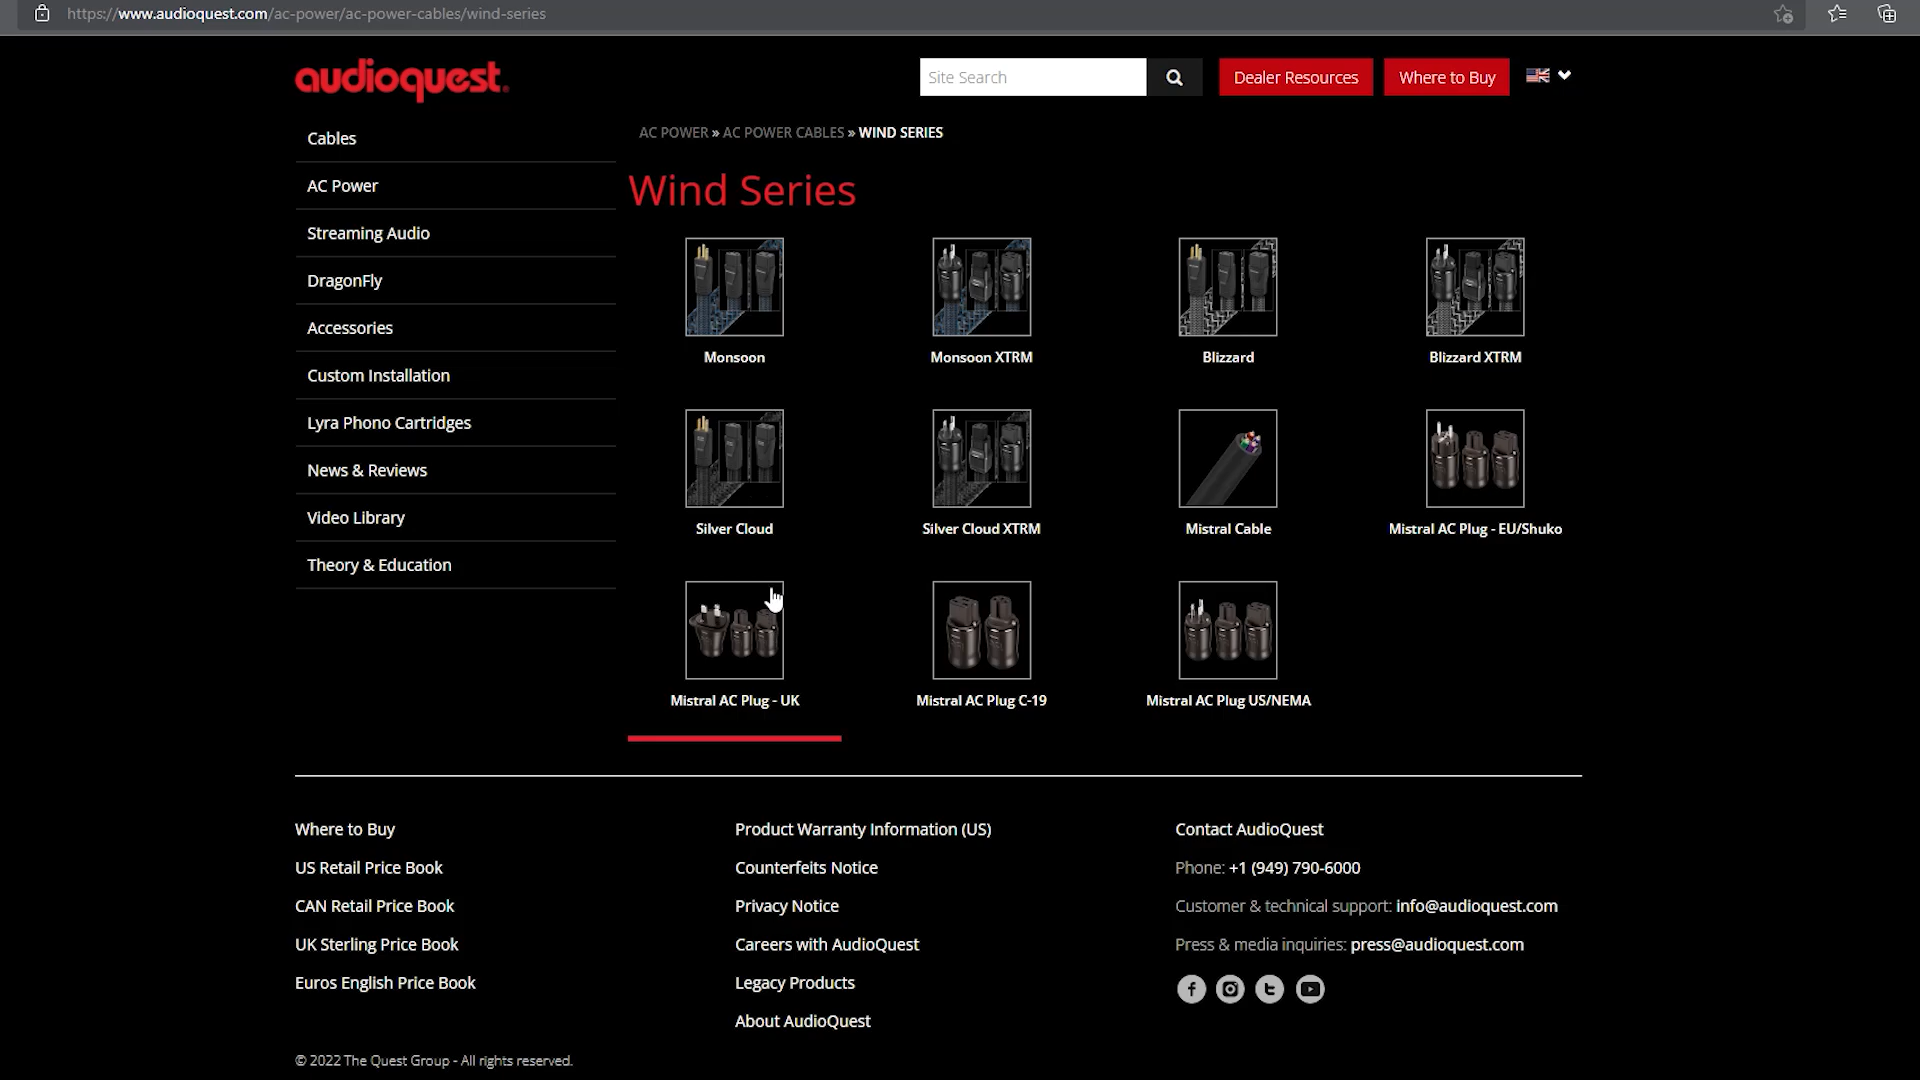 https://www.audioquest.com/ac-power/ac-power-cables/wind-series
audioquest.
Site Search
Dealer Resources
Where to Buy
Cables
AC Power
Streaming Audio
DragonFly
Accessories
Custom Installation
Lyra Phono Cartridges
News & Reviews
Video Library
Theory & Education
AC POWER » AC POWER CABLES » WIND SERIES
Wind Series
Monsoon
Monsoon XTRM
Blizzard
Blizzard XTRM
Silver Cloud
Silver Cloud XTRM
Mistral Cable
Mistral AC Plug - EU/Shuko
Mistral AC Plug - UK
Mistral AC Plug C-19
Mistral AC Plug US/NEMA
Where to Buy
US Retail Price Book
CAN Retail Price Book
UK Sterling Price Book
Euros English Price Book
Product Warranty Information (US)
Counterfeits Notice
Privacy Notice
Careers with AudioQuest
Legacy Products
About AudioQuest
Contact AudioQuest
Phone: +1 (949) 790-6000
Customer & technical support: info@audioquest.com
Press & media inquiries: press@audioquest.com
© 2022 The Quest Group - All rights reserved.